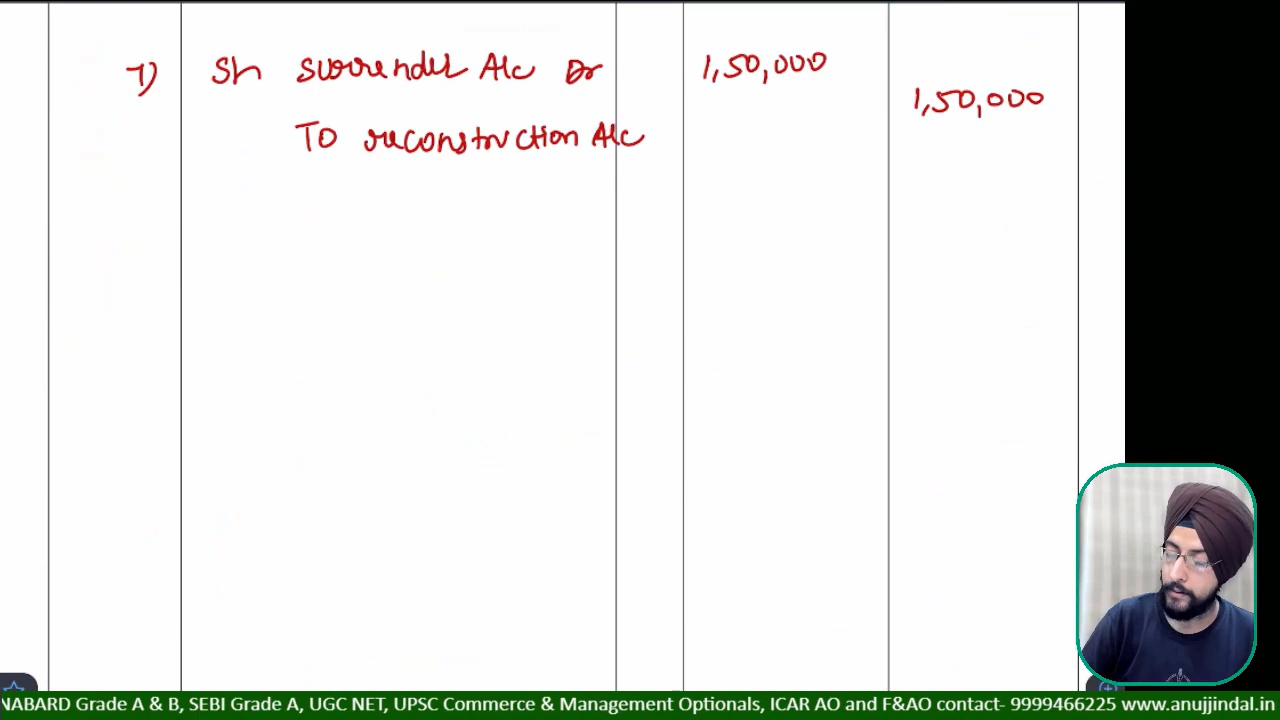 7) Sh surrender A/c Dr 1,50,000
To reconstruction A/c 1,50,000
NABARD Grade A & B, SEBI Grade A, UGC NET, UPSC Commerce & Management Optionals, ICAR AO and F&AO contact- 9999466225 www.anujjindal.in